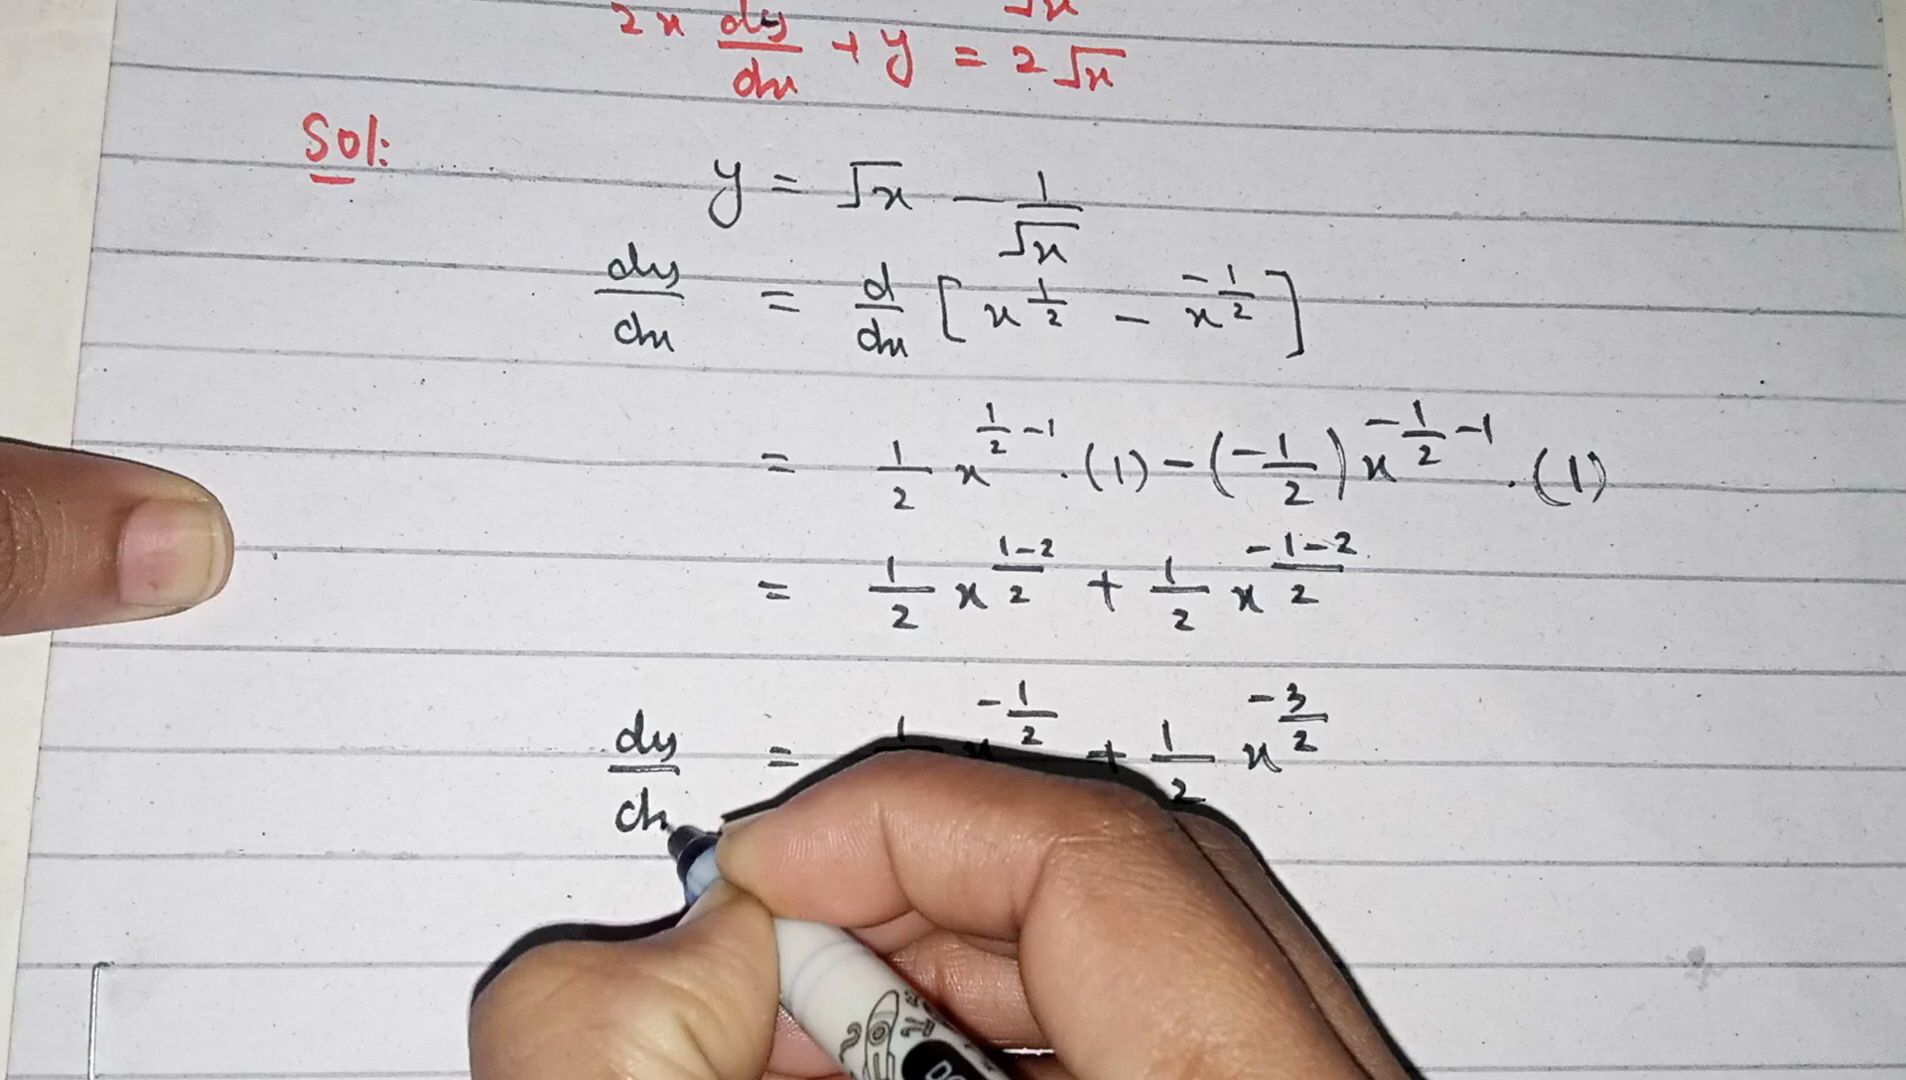 √x
2x dy/dx + y = 2√x
Sol:
y = √x - 1/√x
dy/dx = d/dx [x^(1/2) - x^(-1/2)]
= 1/2 x^(1/2 -1) . (1) - (-1/2) x^(-1/2 -1) . (1)
= 1/2 x^((1-2)/2) + 1/2 x^((-1-2)/2)
dy/dx = 1 x^(-1/2) + 1/2 x^(-3/2)